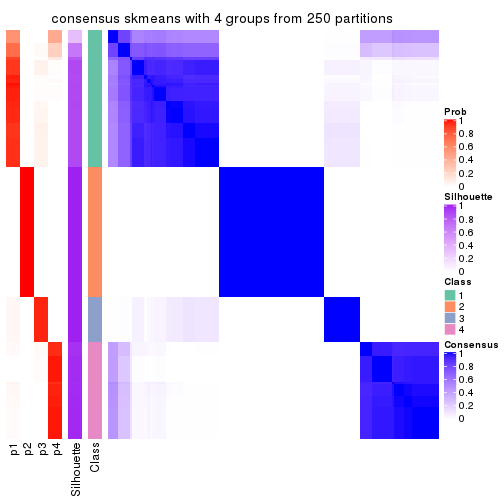 consensus skmeans with 4 groups from 250 partitions
Prob
1
0.8
0.6
0.4
0.2
0
Silhouette
1
0.8
0.6
0.4
0.2
0
Class
1
2
3
4
Consensus
1
0.8
0.6
0.4
0.2
0
p1
p2
p3
p4
Silhouette
Class